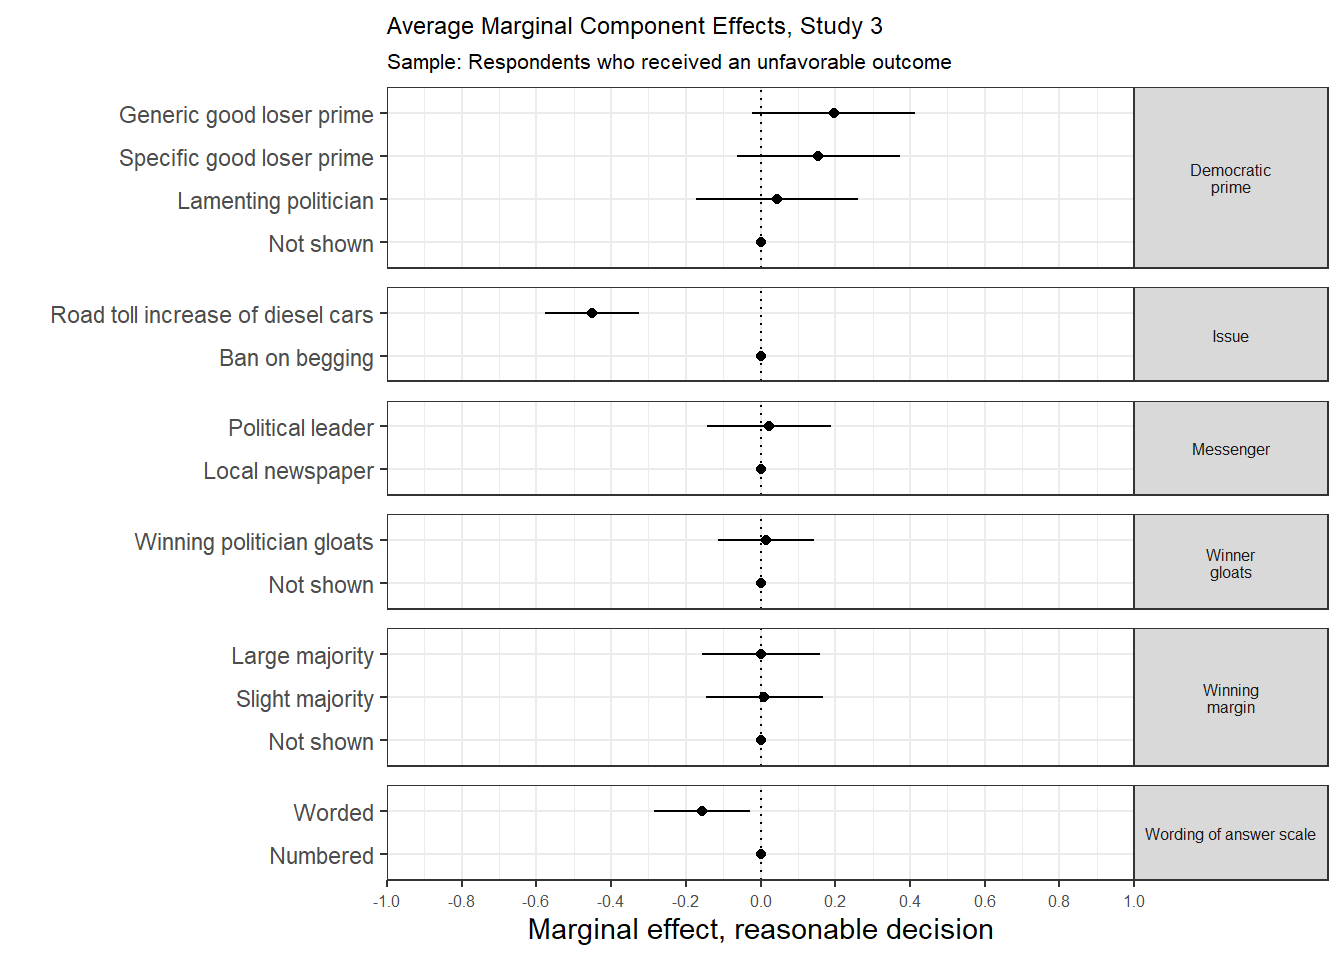 Average Marginal Component Effects, Study 3
Sample: Respondents who received an unfavorable outcome
Generic good loser prime
Specific good loser prime
Lamenting politician
Not shown
Democratic
prime
Road toll increase of diesel cars
Ban on begging
Issue
Political leader
Local newspaper
Messenger
Winning politician gloats
Not shown
Winner
gloats
Large majority
Slight majority
Not shown
Winning
margin
Worded
Numbered
Wording of answer scale
-1.0 -0.8 -0.6 -0.4 -0.2 0.0 0.2 0.4 0.6 0.8 1.0
Marginal effect, reasonable decision